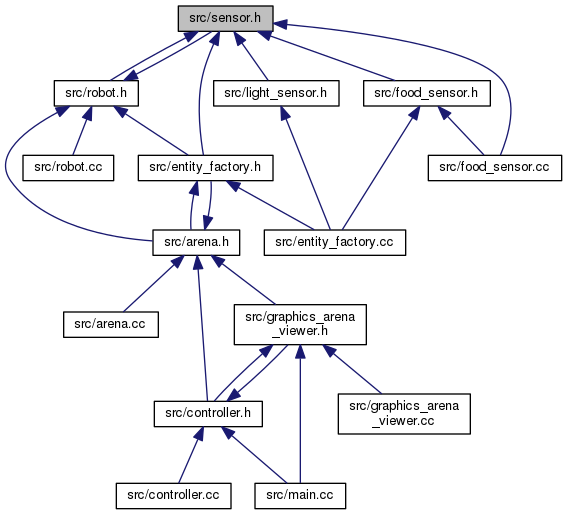 src/sensor.h
src/robot.h
src/light_sensor.h
src/food_sensor.h
src/robot.cc
src/entity_factory.h
src/food_sensor.cc
src/arena.h
src/entity_factory.cc
src/arena.cc
src/graphics_arena
_viewer.h
src/controller.h
src/graphics_arena
_viewer.cc
src/controller.cc
src/main.cc